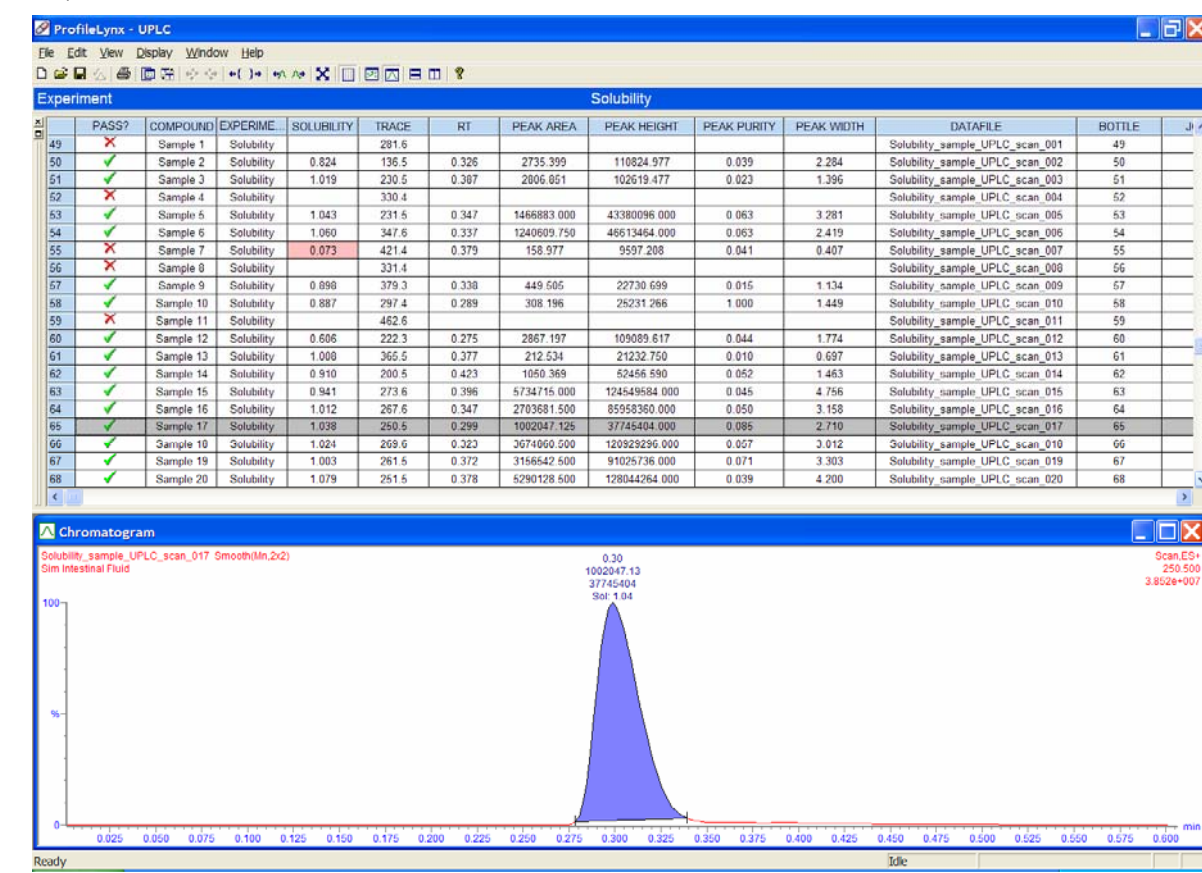 ProfileLynx - UPLC
File Edit View Display Window Help
Experiment Solubility
PASS? COMPOUND EXPERIME... SOLUBILITY TRACE RT PEAK AREA PEAK HEIGHT PEAK PURITY PEAK WIDTH DATAFILE BOTTLE
49 Sample 1 Solubility 281.6 Solubility_sample_UPLC_scan_001 49
50 Sample 2 Solubility 0.824 136.5 0.326 2735.399 110824.977 0.039 2.284 Solubility_sample_UPLC_scan_002 50
51 Sample 3 Solubility 1.019 230.5 0.387 2806.851 102619.477 0.023 1.396 Solubility_sample_UPLC_scan_003 51
52 Sample 4 Solubility 330.4 Solubility_sample_UPLC_scan_004 52
53 Sample 5 Solubility 1.043 231.5 0.347 1466883.000 43380096.000 0.063 3.281 Solubility_sample_UPLC_scan_005 53
54 Sample 6 Solubility 1.060 347.6 0.337 1240609.750 46613464.000 0.063 2.419 Solubility_sample_UPLC_scan_006 54
55 Sample 7 Solubility 0.073 421.4 0.379 158.977 9597.208 0.041 0.407 Solubility_sample_UPLC_scan_007 55
56 Sample 8 Solubility 331.4 Solubility_sample_UPLC_scan_008 56
57 Sample 9 Solubility 0.898 379.3 0.338 449.505 22730.699 0.015 1.134 Solubility_sample_UPLC_scan_009 57
58 Sample 10 Solubility 0.887 297.4 0.289 308.196 25231.266 1.000 1.449 Solubility_sample_UPLC_scan_010 58
59 Sample 11 Solubility 462.6 Solubility_sample_UPLC_scan_011 59
60 Sample 12 Solubility 0.606 222.3 0.275 2867.197 109089.617 0.044 1.774 Solubility_sample_UPLC_scan_012 60
61 Sample 13 Solubility 1.008 365.5 0.377 212.534 21232.750 0.010 0.697 Solubility_sample_UPLC_scan_013 61
62 Sample 14 Solubility 0.910 200.5 0.423 1050.369 52456.590 0.052 1.463 Solubility_sample_UPLC_scan_014 62
63 Sample 15 Solubility 0.941 273.6 0.396 5734715.000 124549584.000 0.045 4.756 Solubility_sample_UPLC_scan_015 63
64 Sample 16 Solubility 1.012 267.6 0.347 2703681.500 85958360.000 0.050 3.158 Solubility_sample_UPLC_scan_016 64
65 Sample 17 Solubility 1.038 250.5 0.299 1002047.125 37745404.000 0.085 2.710 Solubility_sample_UPLC_scan_017 65
66 Sample 18 Solubility 1.024 269.6 0.323 3674060.500 120929296.000 0.057 3.012 Solubility_sample_UPLC_scan_018 66
67 Sample 19 Solubility 1.003 261.5 0.372 3156542.500 91025736.000 0.071 3.303 Solubility_sample_UPLC_scan_019 67
68 Sample 20 Solubility 1.079 251.5 0.378 5290128.500 128044264.000 0.039 4.200 Solubility_sample_UPLC_scan_020 68
Chromatogram
Solubility_sample_UPLC_scan_017 Smooth(Mn,2x2)
Sim Intestinal Fluid
0.30
1002047.13
37745404
Sol: 1.04
Scan,ES+
250.500
3.852e+007
100
%
0
0.025 0.050 0.075 0.100 0.125 0.150 0.175 0.200 0.225 0.250 0.275 0.300 0.325 0.350 0.375 0.400 0.425 0.450 0.475 0.500 0.525 0.550 0.575 0.600 min
Ready Idle